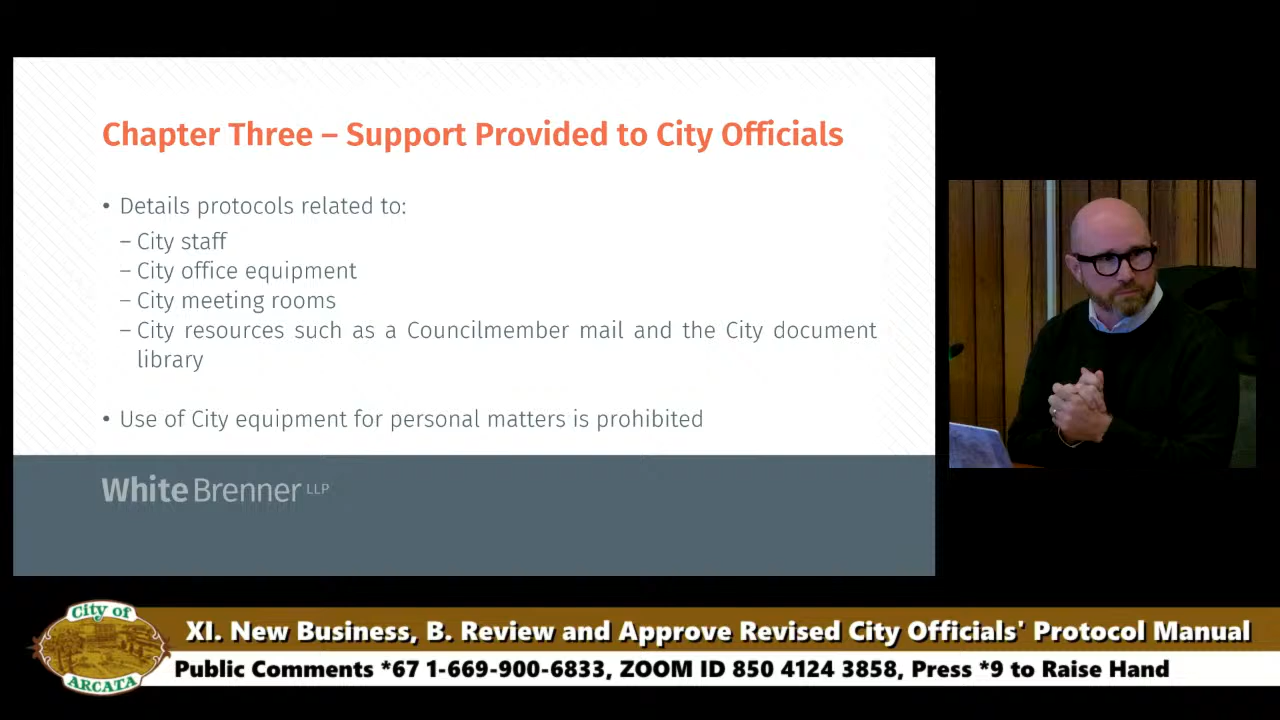 Chapter Three – Support Provided to City Officials
• Details protocols related to:
– City staff
– City office equipment
– City meeting rooms
– City resources such as a Councilmember mail and the City document
library
• Use of City equipment for personal matters is prohibited
WhiteBrenner LLP
City of
ARCATA
XI. New Business, B. Review and Approve Revised City Officials' Protocol Manual
Public Comments *67 1-669-900-6833, ZOOM ID 850 4124 3858, Press *9 to Raise Hand